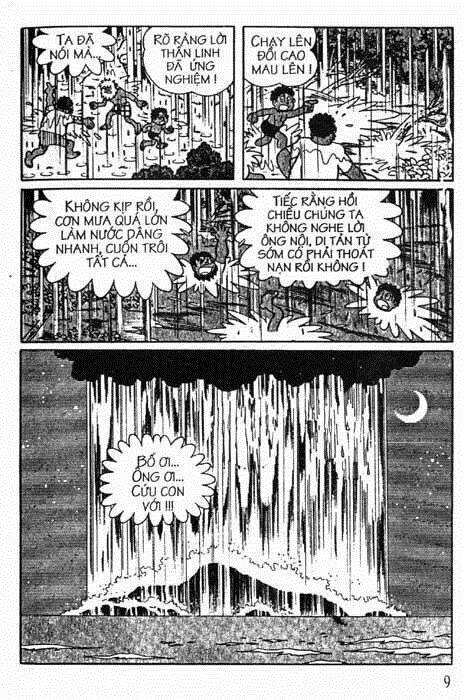 TA ĐÃ
NÓI MÀ...
RÕ RÀNG LỜI
THẦN LINH
ĐÃ ỨNG
NGHIỆM !
CHẠY LÊN
ĐỒI CAO
MAU LÊN !
KHÔNG KỊP RỒI,
CƠN MƯA QUÁ LỚN
LÀM NƯỚC DÂNG
NHANH, CUỐN TRÔI
TẤT CẢ...
TIẾC RẰNG HỒI
CHIỀU CHÚNG TA
KHÔNG NGHE LỜI
ÔNG NỘI, DI TẢN TỪ
SỚM CÓ PHẢI THOÁT
NẠN RỒI KHÔNG !
BỐ ƠI...
ÔNG ƠI...
CỨU CON
VỚI !!!
9